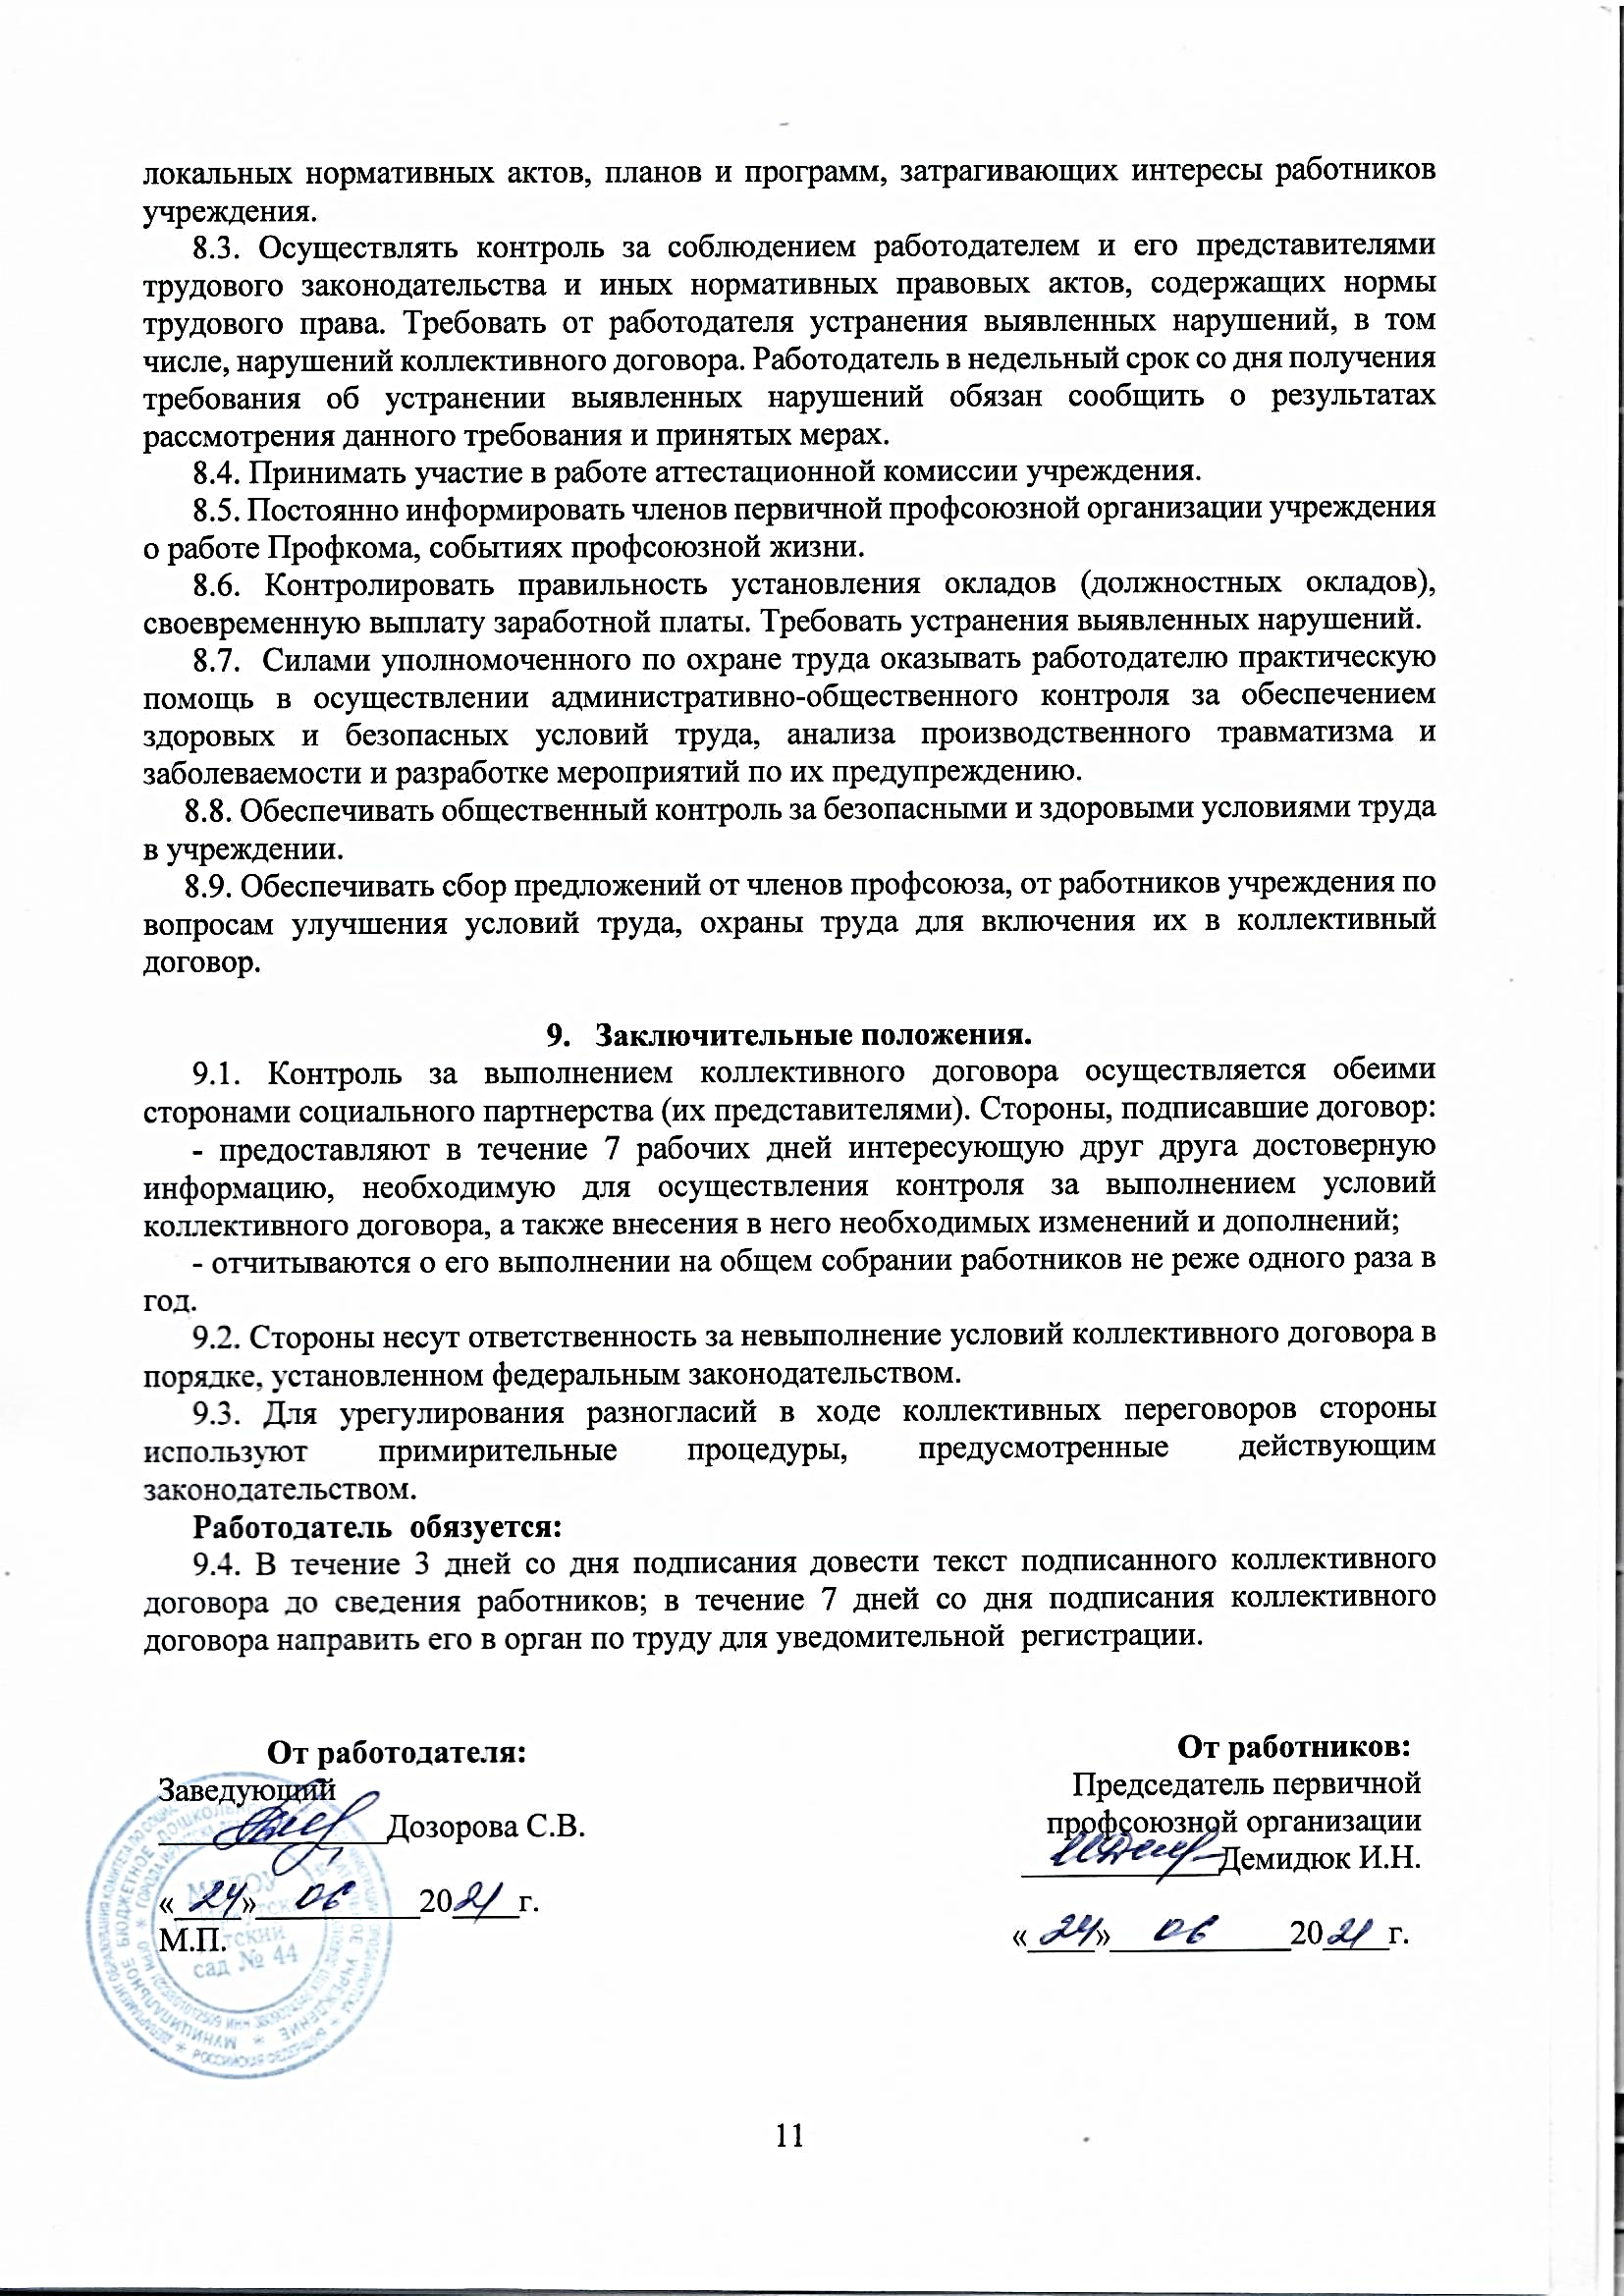 локальных нормативных актов, планов и программ, затрагивающих интересы работников
учреждения.
8.3. Осуществлять контроль за соблюдением работодателем и его представителями
трудового законодательства и иных нормативных правовых актов, содержащих нормы
трудового права. Требовать от работодателя устранения выявленных нарушений, в том
числе, нарушений коллективного договора. Работодатель в недельный срок со дня получения
требования об устранении выявленных нарушений обязан сообщить о результатах
рассмотрения данного требования и принятых мерах.
8.4. Принимать участие в работе аттестационной комиссии учреждения.
8.5. Постоянно информировать членов первичной профсоюзной организации учреждения
о работе Профкома, событиях профсоюзной жизни.
8.6. Контролировать правильность установления окладов (должностных окладов),
своевременную выплату заработной платы. Требовать устранения выявленных нарушений.
8.7. Силами уполномоченного по охране труда оказывать работодателю практическую
помощь в осуществлении административно-общественного контроля за обеспечением
здоровых и безопасных условий труда, анализа производственного травматизма и
заболеваемости и разработке мероприятий по их предупреждению.
8.8. Обеспечивать общественный контроль за безопасными и здоровыми условиями труда
в учреждении.
8.9. Обеспечивать сбор предложений от членов профсоюза, от работников учреждения по
вопросам улучшения условий труда, охраны труда для включения их в коллективный
договор.
9. Заключительные положения.
9.1. Контроль за выполнением коллективного договора осуществляется обеими
сторонами социального партнерства (их представителями). Стороны, подписавшие договор:
- предоставляют в течение 7 рабочих дней интересующую друг друга достоверную
информацию, необходимую для осуществления контроля за выполнением условий
коллективного договора, а также внесения в него необходимых изменений и дополнений;
- отчитываются о его выполнении на общем собрании работников не реже одного раза в
год.
9.2. Стороны несут ответственность за невыполнение условий коллективного договора в
порядке, установленном федеральным законодательством.
9.3. Для урегулирования разногласий в ходе коллективных переговоров стороны
используют примирительные процедуры, предусмотренные действующим
законодательством.
Работодатель обязуется:
9.4. В течение 3 дней со дня подписания довести текст подписанного коллективного
договора до сведения работников; в течение 7 дней со дня подписания коллективного
договора направить его в орган по труду для уведомительной регистрации.
От работодателя:
Заведующий
Дозорова С.В.
«24» 06 2021 г.
М.П.
сад № 44
От работников:
Председатель первичной
профсоюзной организации
Демидюк И.Н.
«24» 06 2021 г.
11